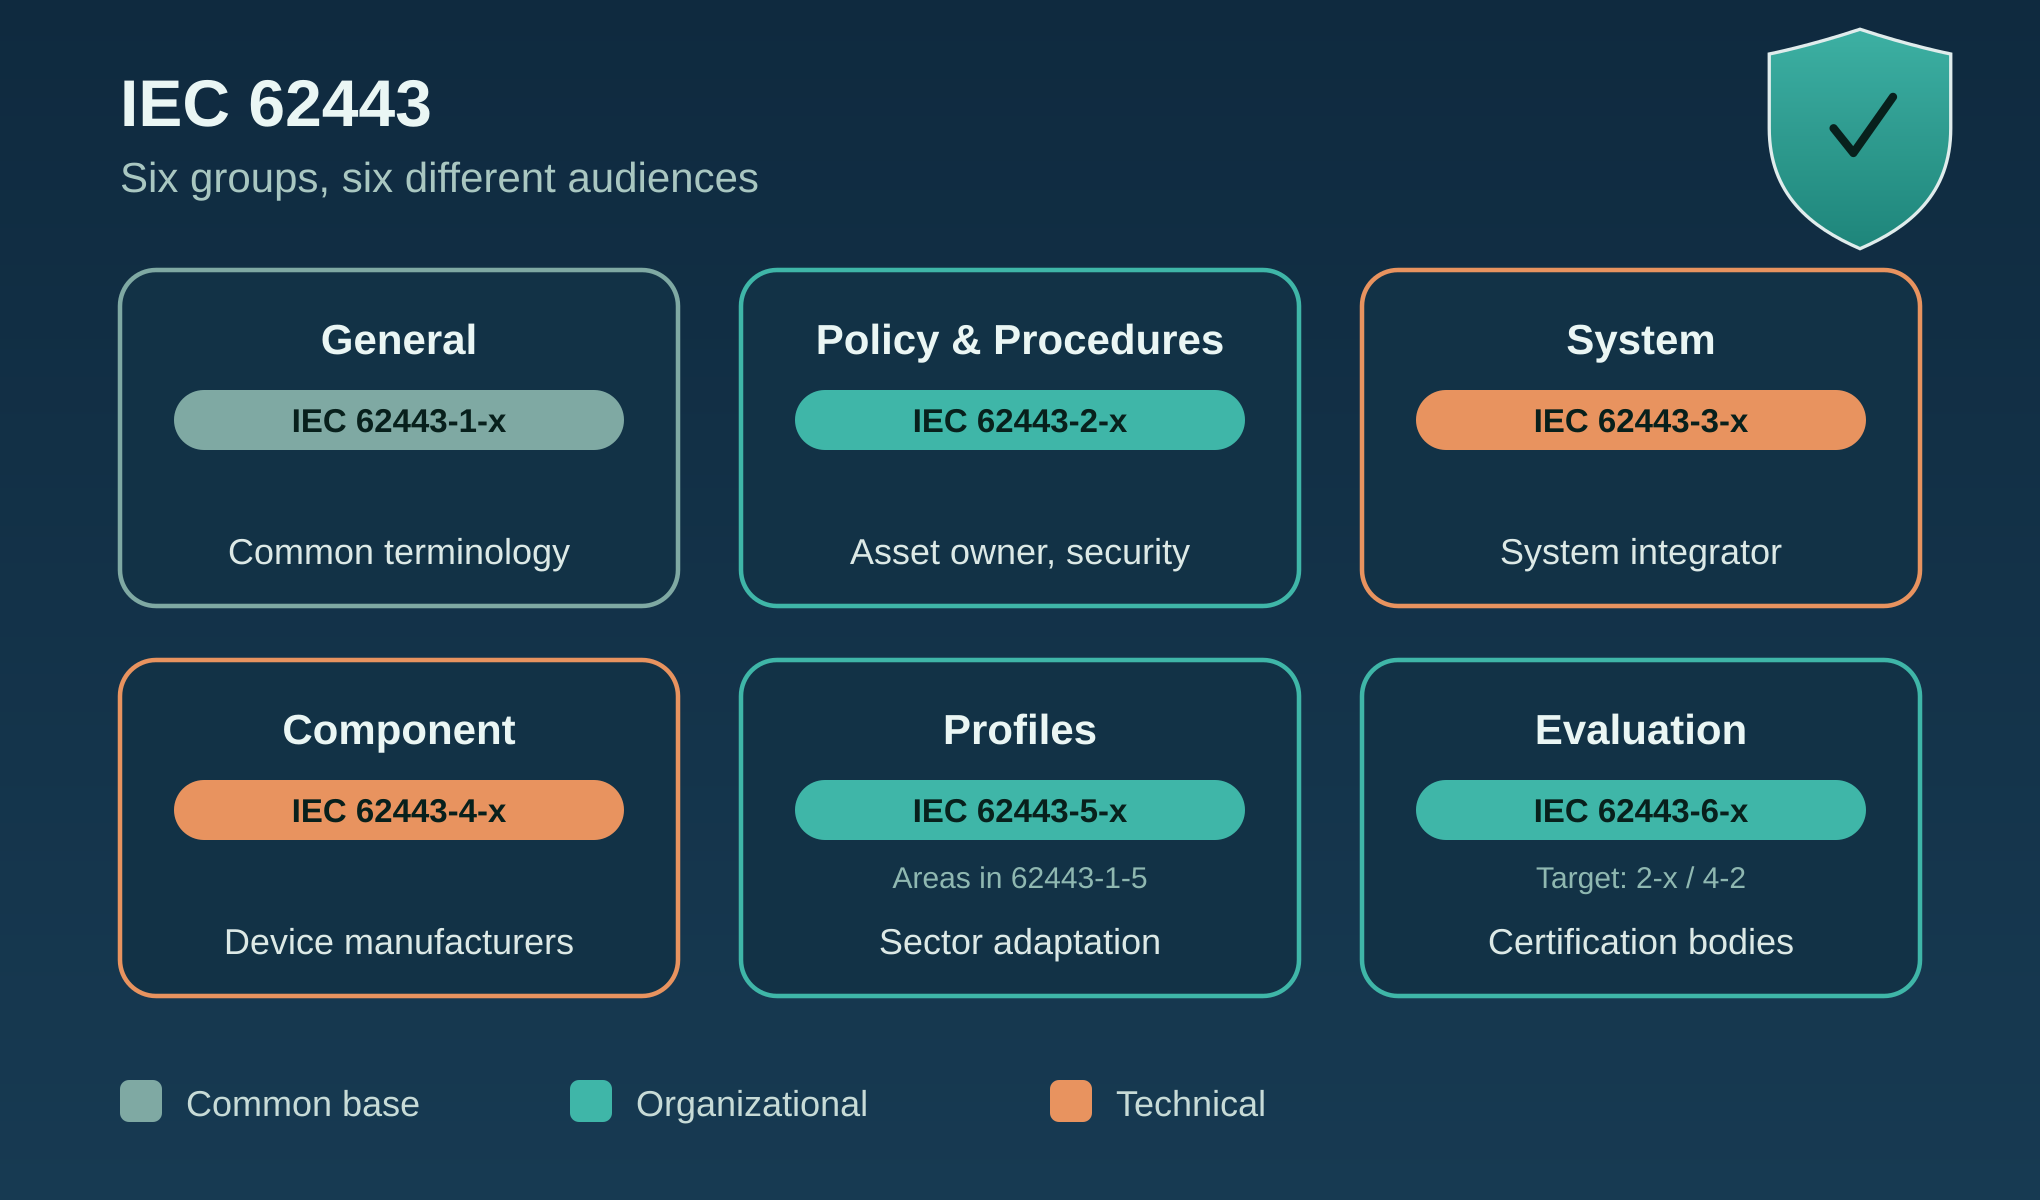 IEC 62443
Six groups, six different audiences
General
IEC 62443-1-x
Common terminology
Policy & Procedures
IEC 62443-2-x
Asset owner, security
System
IEC 62443-3-x
System integrator
Component
IEC 62443-4-x
Device manufacturers
Profiles
IEC 62443-5-x
Areas in 62443-1-5
Sector adaptation
Evaluation
IEC 62443-6-x
Target: 2-x / 4-2
Certification bodies
Common base
Organizational
Technical